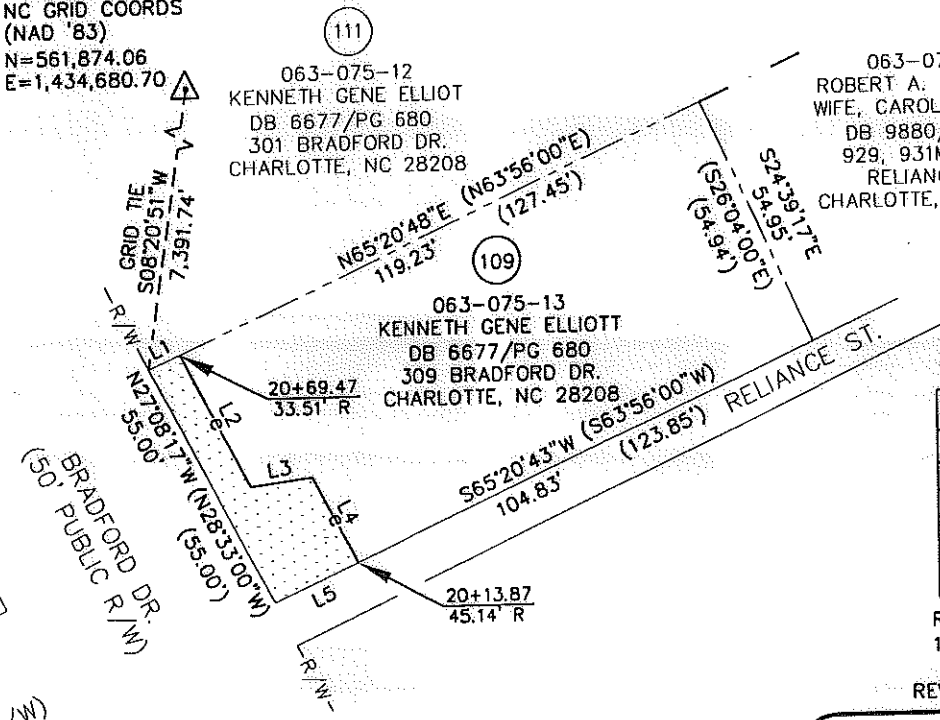 NC GRID COORDS
(NAD '83)
N=561,874.06
E=1,434,680.70
111
063-075-12
KENNETH GENE ELLIOT
DB 6677/PG 680
301 BRADFORD DR.
CHARLOTTE, NC 28208
063-07
ROBERT A.
WIFE, CAROL
DB 9880
929, 931
RELIAN
CHARLOTTE,
GRID TIE
S08°20'51"W
7,391.74'
N65°20'48"E (N63°56'00"E)
119.23'
(127.45')
S24°39'17"E
54.95'
(S26°04'00"E)
(54.94')
109
063-075-13
KENNETH GENE ELLIOTT
DB 6677/PG 680
309 BRADFORD DR.
CHARLOTTE, NC 28208
R/W
L1
20+69.47
33.51' R
L2
e
L3
L4
e
L5
N27°08'17"W (N28°33'00"W)
55.00'
(55.00')
BRADFORD DR.
(50' PUBLIC R/W)
S65°20'43"W (S63°56'00"W)
104.83'
(123.85')
RELIANCE ST.
20+13.87
45.14' R
R/W
/W)
R
1
RE